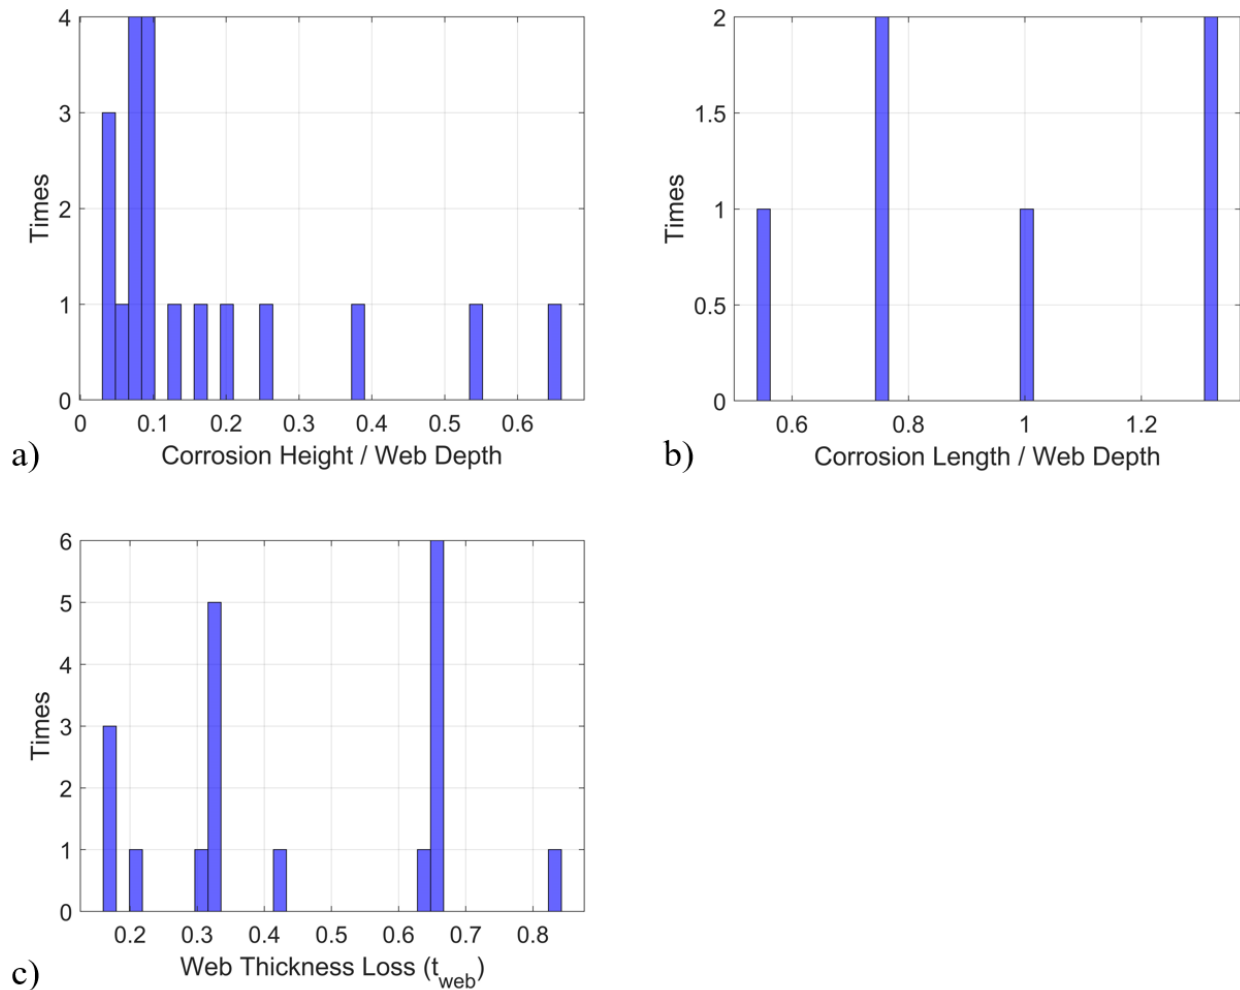 4
3
2
1
0
Times
0 0.1 0.2 0.3 0.4 0.5 0.6
Corrosion Height / Web Depth
a)
2
1.5
1
0.5
0
Times
0.6 0.8 1 1.2
Corrosion Length / Web Depth
b)
6
5
4
3
2
1
0
Times
0.2 0.3 0.4 0.5 0.6 0.7 0.8
Web Thickness Loss (t_web)
c)